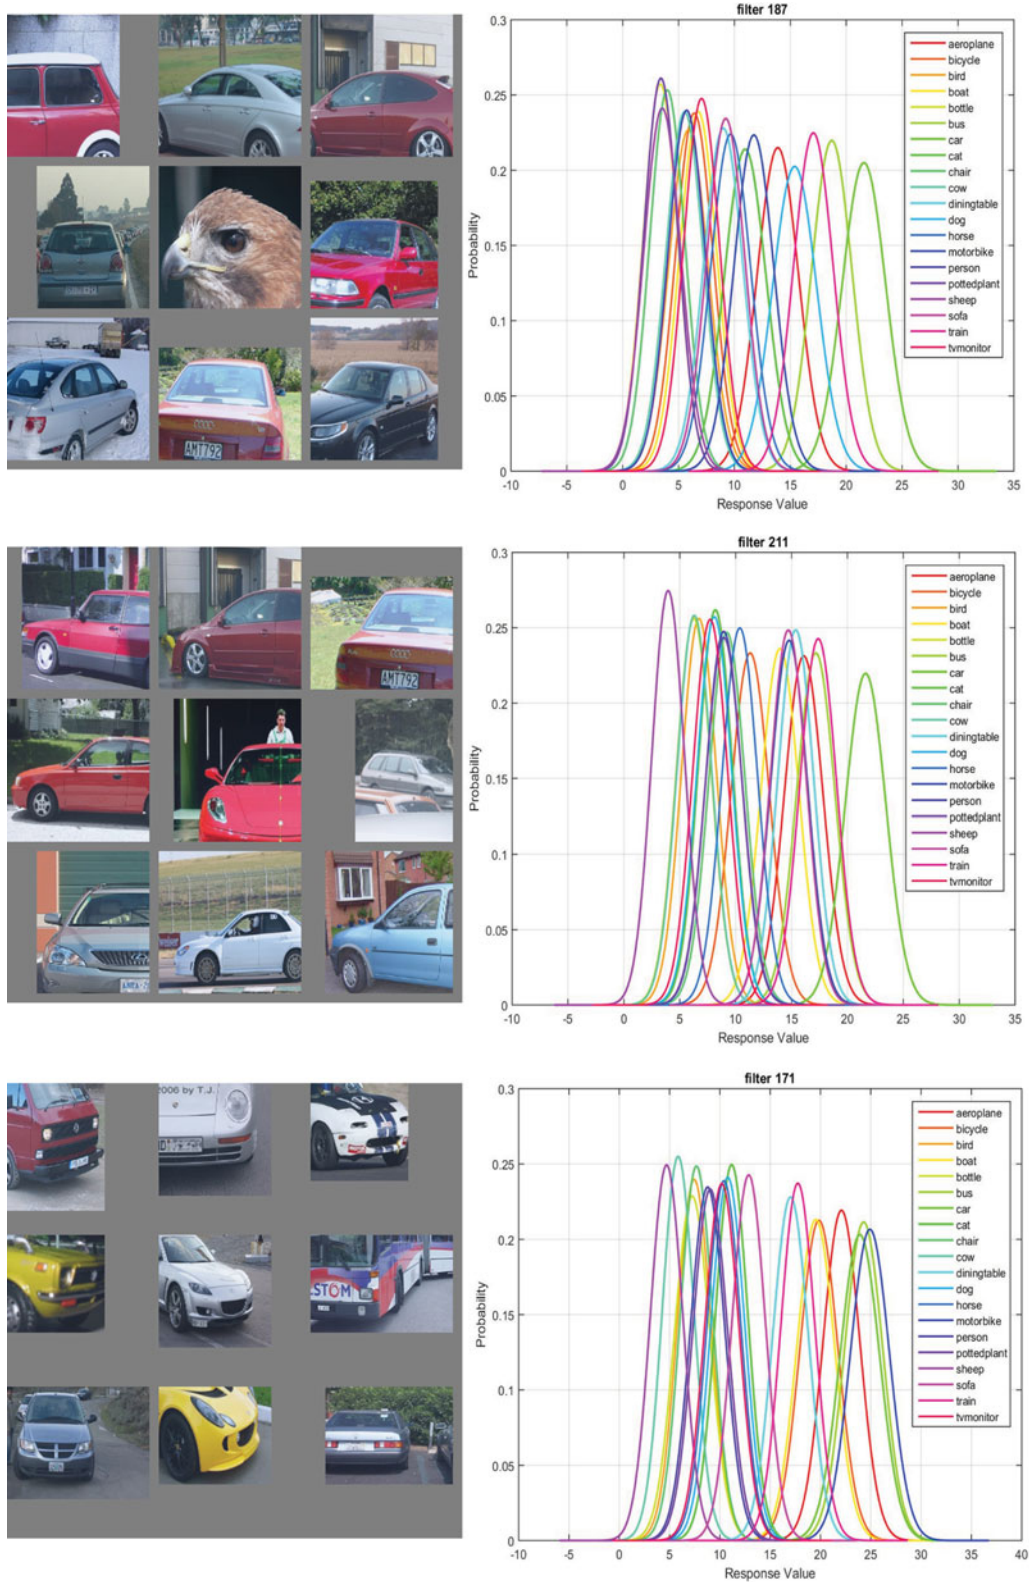 filter 187
0.3
0.25
0.2
0.15
0.1
0.05
0
Probability
-10 -5 0 5 10 15 20 25 30 35
Response Value
aeroplane
bicycle
bird
boat
bottle
bus
car
cat
chair
cow
diningtable
dog
horse
motorbike
person
pottedplant
sheep
sofa
train
tvmonitor
AMT792
filter 211
0.3
0.25
0.2
0.15
0.1
0.05
0
Probability
-10 -5 0 5 10 15 20 25 30 35
Response Value
aeroplane
bicycle
bird
boat
bottle
bus
car
cat
chair
cow
diningtable
dog
horse
motorbike
person
pottedplant
sheep
sofa
train
tvmonitor
AMT792
filter 171
0.3
0.25
0.2
0.15
0.1
0.05
0
Probability
-10 -5 0 5 10 15 20 25 30 35 40
Response Value
aeroplane
bicycle
bird
boat
bottle
bus
car
cat
chair
cow
diningtable
dog
horse
motorbike
person
pottedplant
sheep
sofa
train
tvmonitor
2006 by T.J.
STOM